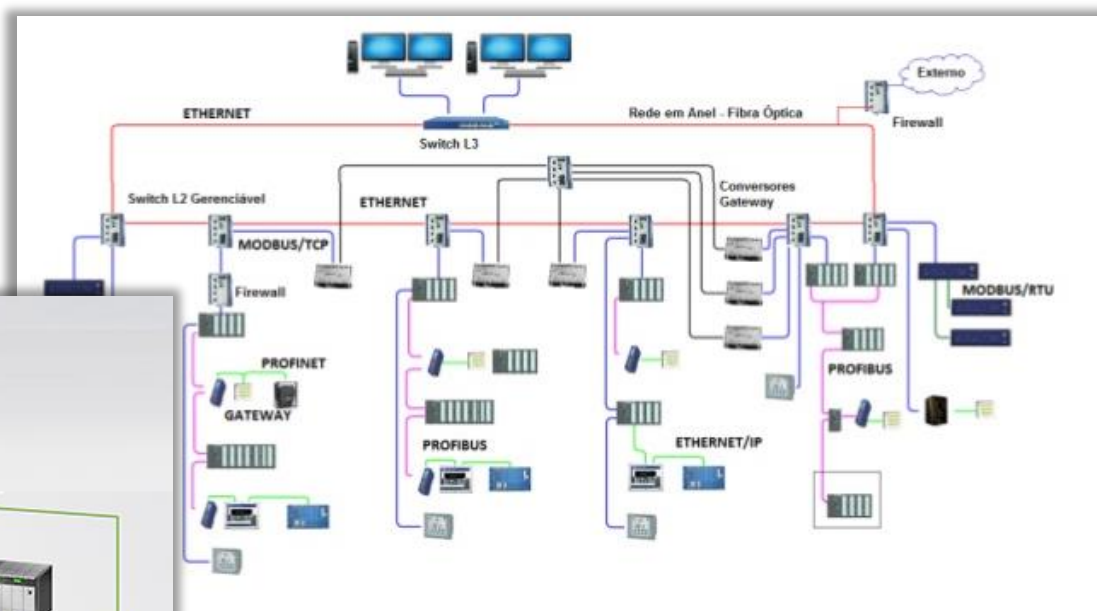 Externo
ETHERNET
Rede em Anel - Fibra Óptica
Firewall
Switch L3
Switch L2 Gerenciável
ETHERNET
Conversores
Gateway
MODBUS/TCP
Firewall
MODBUS/RTU
PROFINET
PROFIBUS
GATEWAY
PROFIBUS
ETHERNET/IP